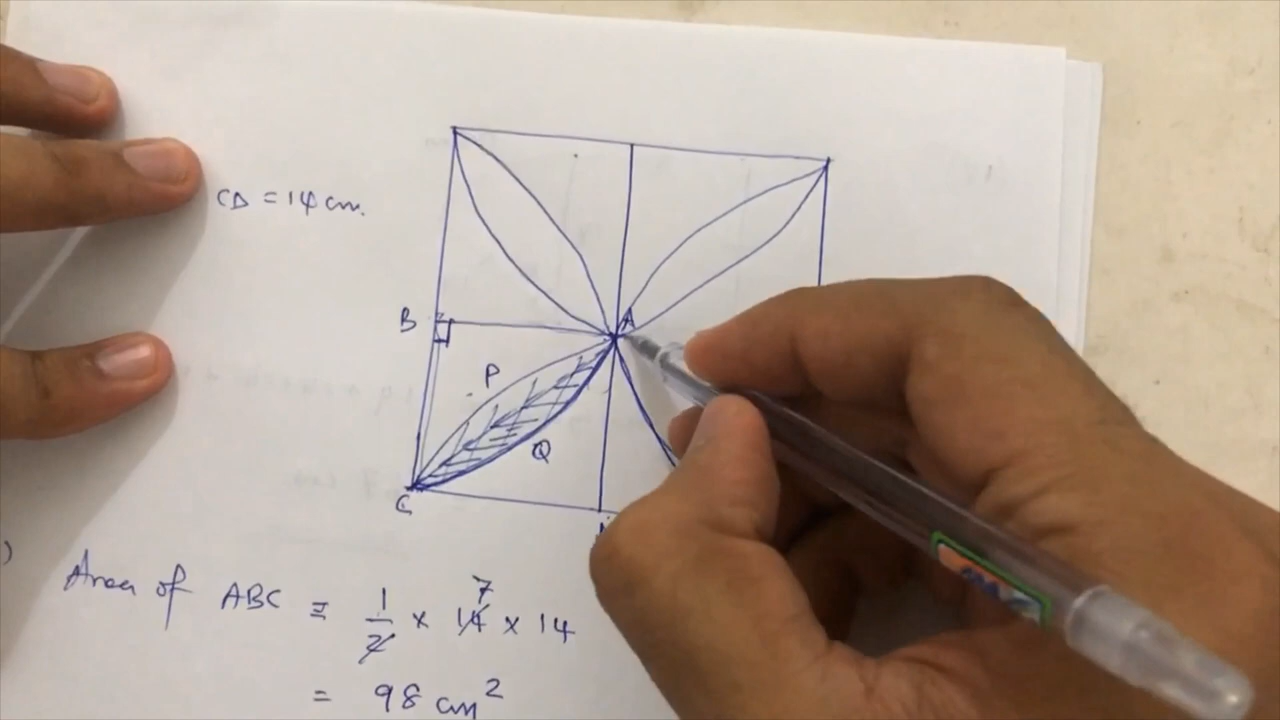 CD = 14 cm.
B
A
P
Q
C
)
Area of ABC = 1/2 × 14 × 14
7
= 98 cm²